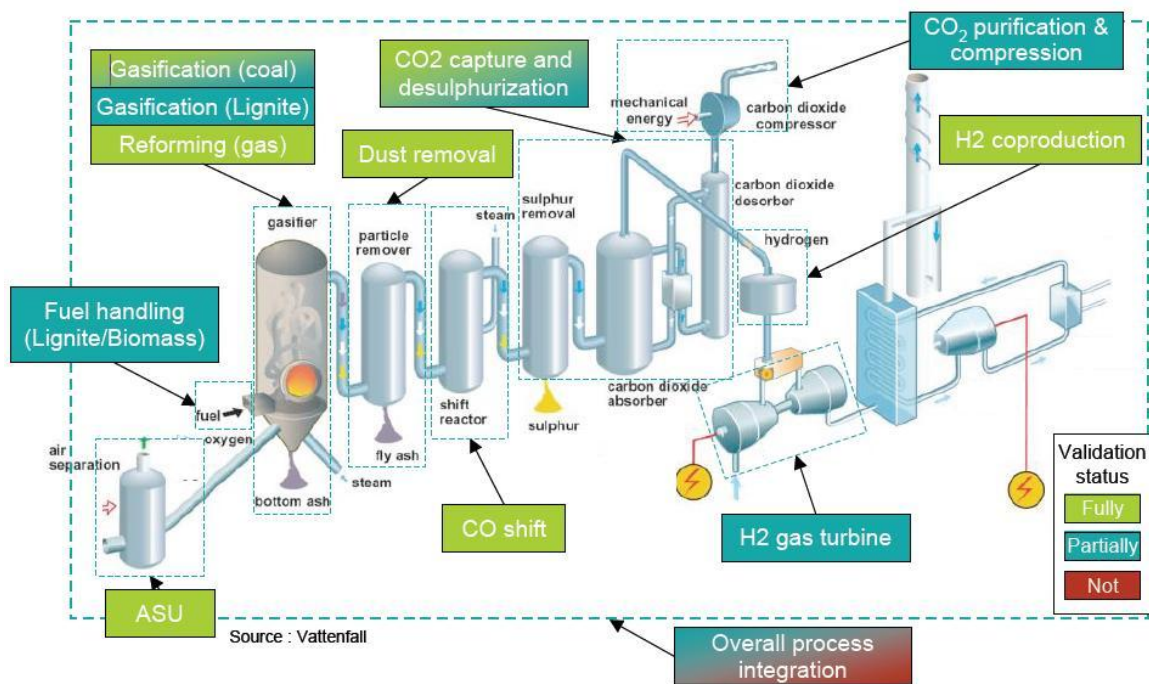 CO₂ purification &
compression
Gasification (coal)
Gasification (Lignite)
Reforming (gas)
CO2 capture and
desulphurization
mechanical
energy
carbon dioxide
compressor
H2 coproduction
Dust removal
steam
sulphur
removal
carbon dioxide
desorber
gasifier
particle
remover
hydrogen
Fuel handling
(Lignite/Biomass)
fuel
oxygen
shift
reactor
carbon dioxide
absorber
air
separation
fly ash
sulphur
steam
bottom ash
CO shift
H2 gas turbine
Validation
status
Fully
Partially
Not
ASU
Source : Vattenfall
Overall process
integration